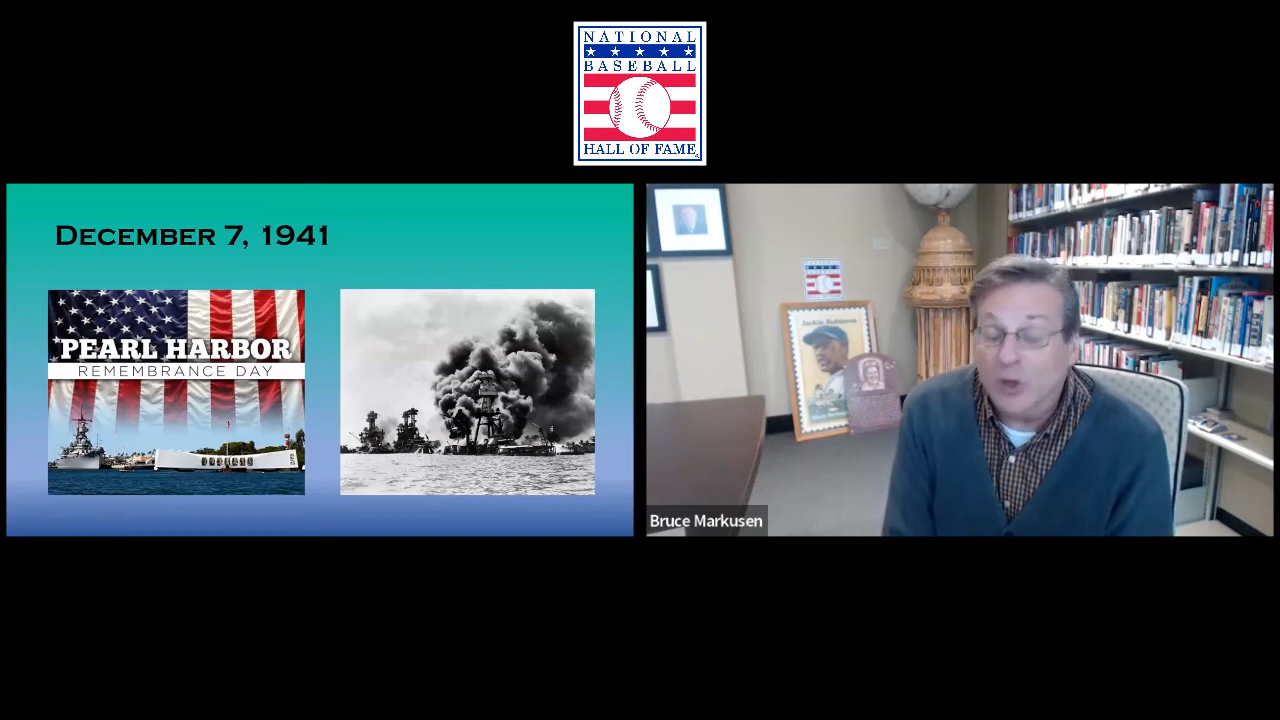 NATIONAL
BASEBALL
HALL OF FAME
DECEMBER 7, 1941
PEARL HARBOR
REMEMBRANCE DAY
Jackie Robinson
Bruce Markusen